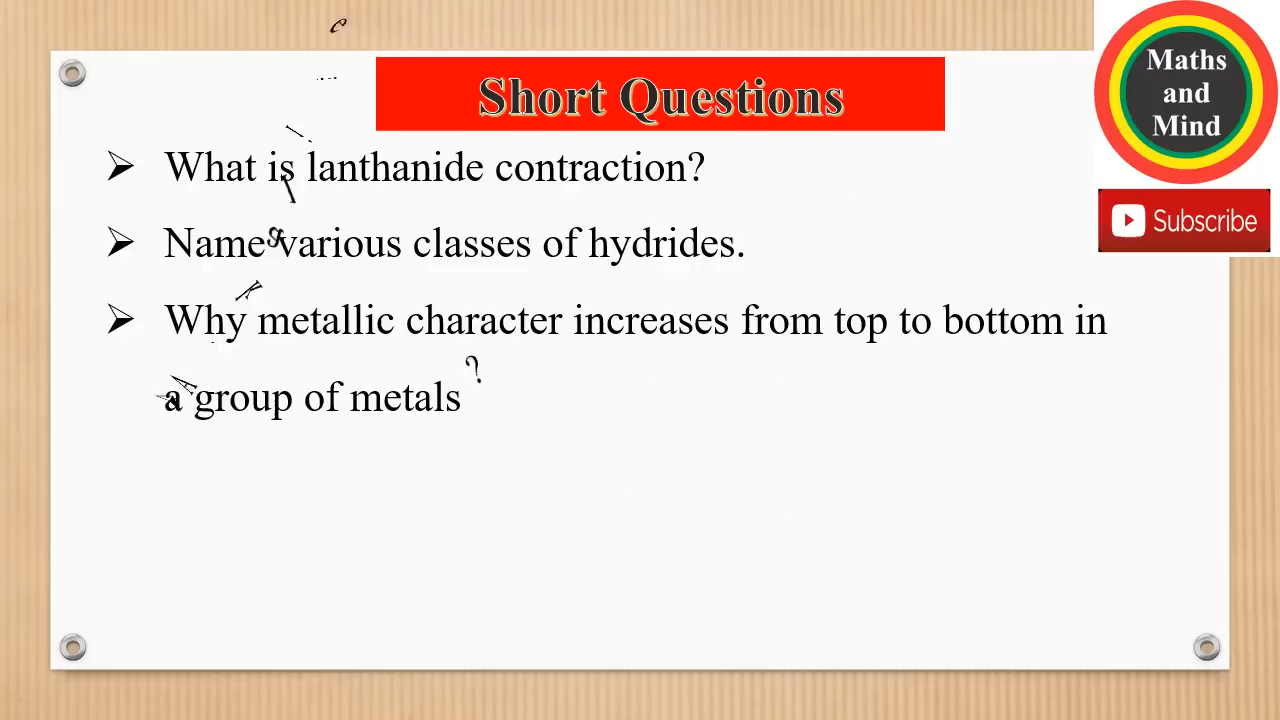 Short Questions
Maths
and
Mind
Subscribe
➢ What is lanthanide contraction?
➢ Name various classes of hydrides.
➢ Why metallic character increases from top to bottom in
a group of metals ?